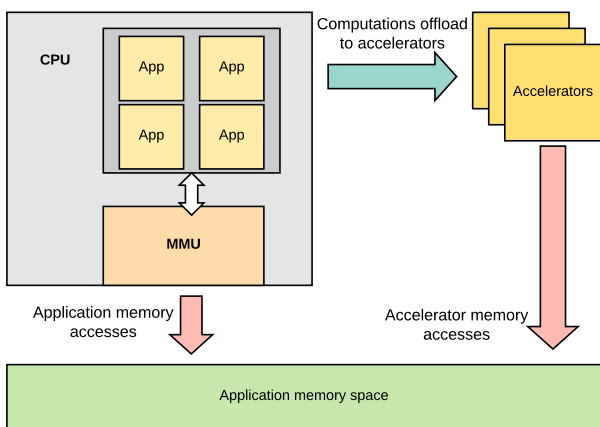 CPU
App
App
App
App
MMU
Computations offload
to accelerators
Accelerators
Application memory
accesses
Accelerator memory
accesses
Application memory space